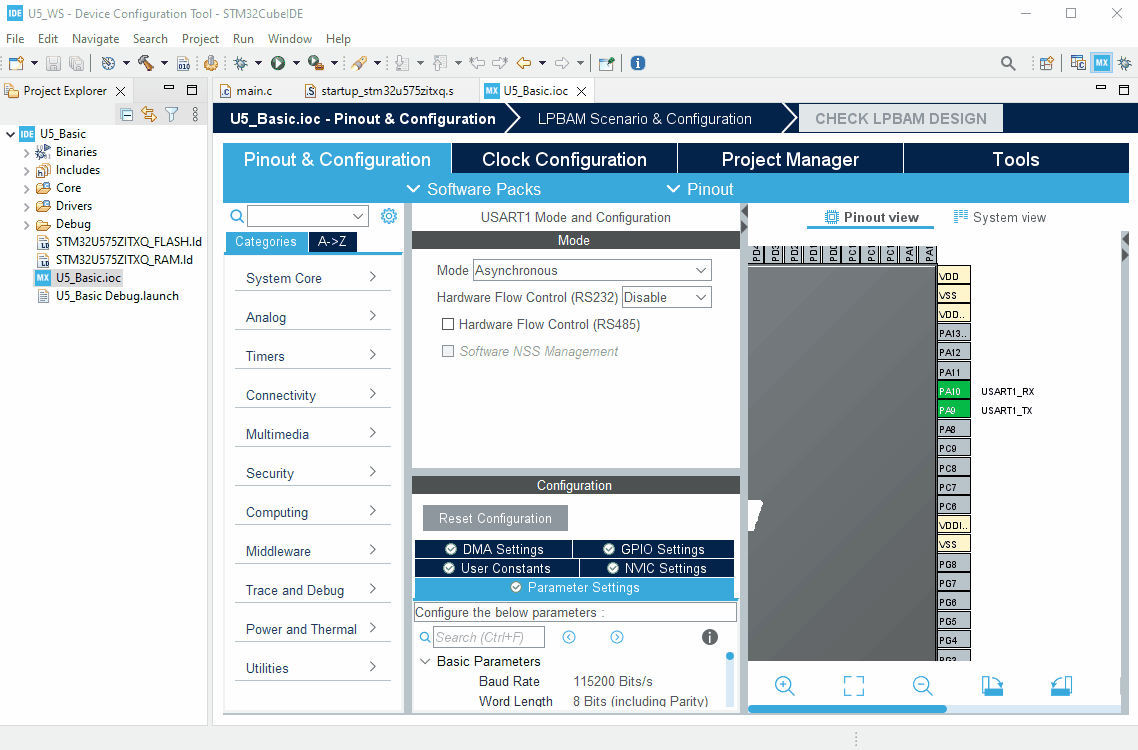 IDE U5_WS - Device Configuration Tool - STM32CubeIDE
File Edit Navigate Search Project Run Window Help
010
MX
Project Explorer
main.c
startup_stm32u575zitxq.s
MX U5_Basic.ioc
U5_Basic.ioc - Pinout & Configuration
LPBAM Scenario & Configuration
CHECK LPBAM DESIGN
IDE U5_Basic
Binaries
Includes
Core
Drivers
Debug
STM32U575ZITXQ_FLASH.ld
STM32U575ZITXQ_RAM.ld
MX U5_Basic.ioc
U5_Basic Debug.launch
Pinout & Configuration
Clock Configuration
Project Manager
Tools
Software Packs
Pinout
Categories
A->Z
System Core
Analog
Timers
Connectivity
Multimedia
Security
Computing
Middleware
Trace and Debug
Power and Thermal
Utilities
USART1 Mode and Configuration
Mode
Mode Asynchronous
Hardware Flow Control (RS232) Disable
Hardware Flow Control (RS485)
Software NSS Management
Configuration
Reset Configuration
DMA Settings
GPIO Settings
User Constants
NVIC Settings
Parameter Settings
Configure the below parameters :
Search (Ctrl+F)
Basic Parameters
Baud Rate 115200 Bits/s
Word Length 8 Bits (including Parity)
Pinout view
System view
VDD
VSS
VDD..
PA13..
PA12
PA11
PA10 USART1_RX
PA9 USART1_TX
PA8
PC9
PC8
PC7
PC6
VDDI..
VSS
PG8
PG7
PG6
PG5
PG4